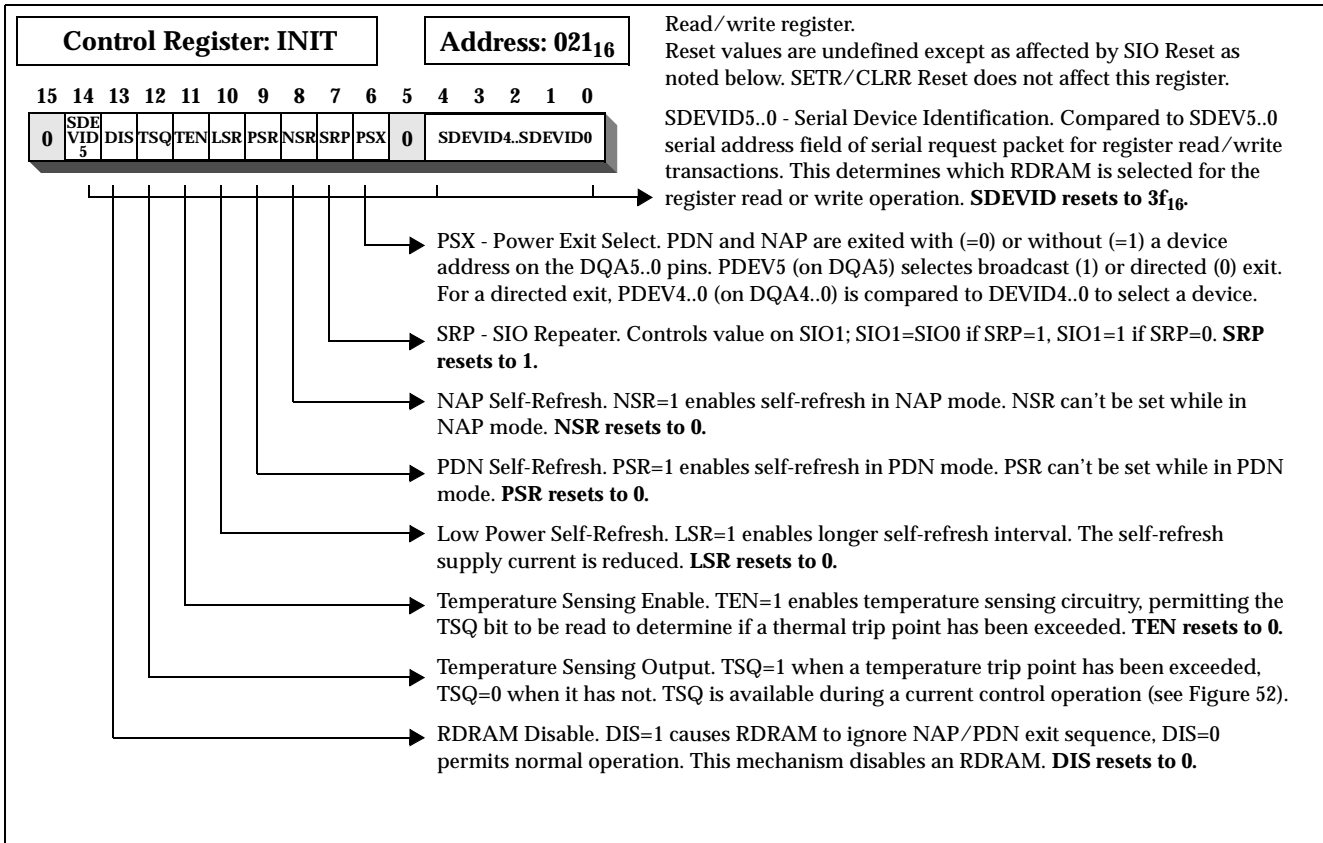 Control Register: INIT
Address: 021₁₆
Read/write register.
Reset values are undefined except as affected by SIO Reset as
noted below. SETR/CLRR Reset does not affect this register.
15 14 13 12 11 10 9 8 7 6 5 4 3 2 1 0
0 SDE VID 5 DIS TSQ TEN LSR PSR NSR SRP PSX 0 SDEVID4..SDEVID0
SDEVID5..0 - Serial Device Identification. Compared to SDEV5..0
serial address field of serial request packet for register read/write
transactions. This determines which RDRAM is selected for the
register read or write operation. SDEVID resets to 3f₁₆.
PSX - Power Exit Select. PDN and NAP are exited with (=0) or without (=1) a device
address on the DQA5..0 pins. PDEV5 (on DQA5) selectes broadcast (1) or directed (0) exit.
For a directed exit, PDEV4..0 (on DQA4..0) is compared to DEVID4..0 to select a device.
SRP - SIO Repeater. Controls value on SIO1; SIO1=SIO0 if SRP=1, SIO1=1 if SRP=0. SRP
resets to 1.
NAP Self-Refresh. NSR=1 enables self-refresh in NAP mode. NSR can't be set while in
NAP mode. NSR resets to 0.
PDN Self-Refresh. PSR=1 enables self-refresh in PDN mode. PSR can't be set while in PDN
mode. PSR resets to 0.
Low Power Self-Refresh. LSR=1 enables longer self-refresh interval. The self-refresh
supply current is reduced. LSR resets to 0.
Temperature Sensing Enable. TEN=1 enables temperature sensing circuitry, permitting the
TSQ bit to be read to determine if a thermal trip point has been exceeded. TEN resets to 0.
Temperature Sensing Output. TSQ=1 when a temperature trip point has been exceeded,
TSQ=0 when it has not. TSQ is available during a current control operation (see Figure 52).
RDRAM Disable. DIS=1 causes RDRAM to ignore NAP/PDN exit sequence, DIS=0
permits normal operation. This mechanism disables an RDRAM. DIS resets to 0.